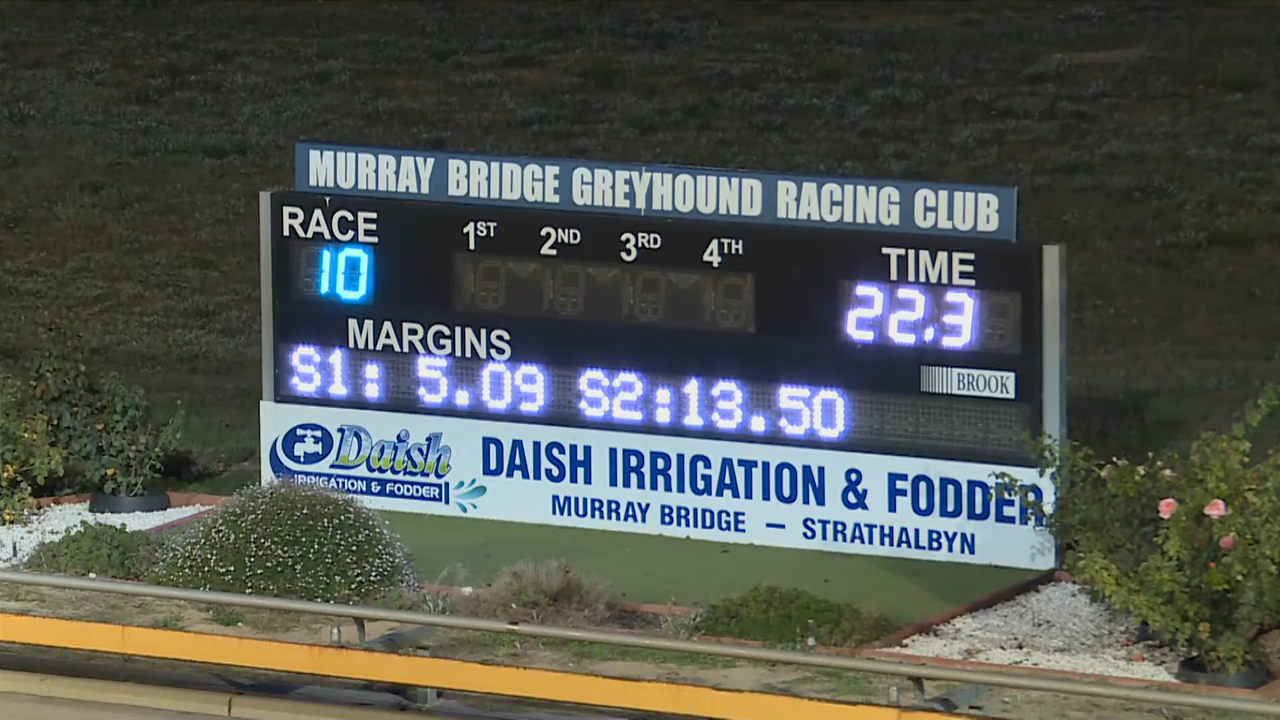 MURRAY BRIDGE GREYHOUND RACING CLUB
RACE 1ST 2ND 3RD 4TH TIME
10 22.3
MARGINS
S1: 5.09 S2:13.50
BROOK
Daish
IRRIGATION & FODDER
DAISH IRRIGATION & FODDER
MURRAY BRIDGE – STRATHALBYN